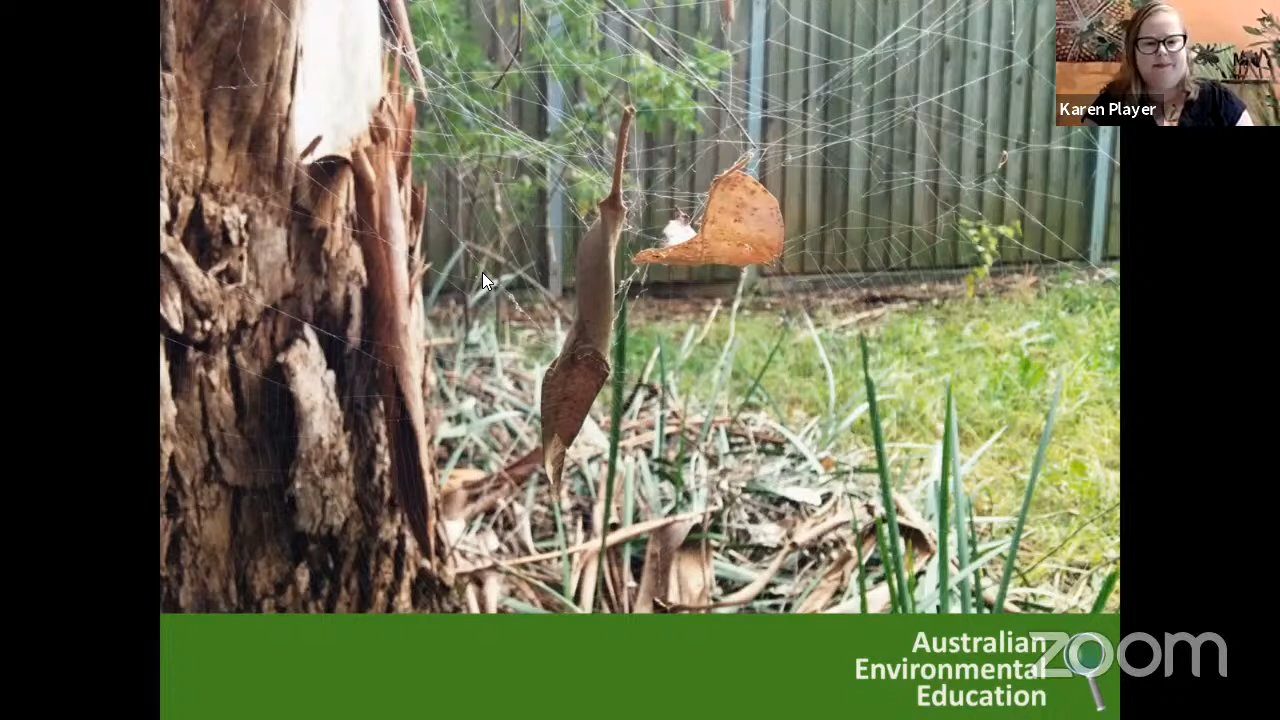 Karen Player
Australian
Environmental
Education
zoom